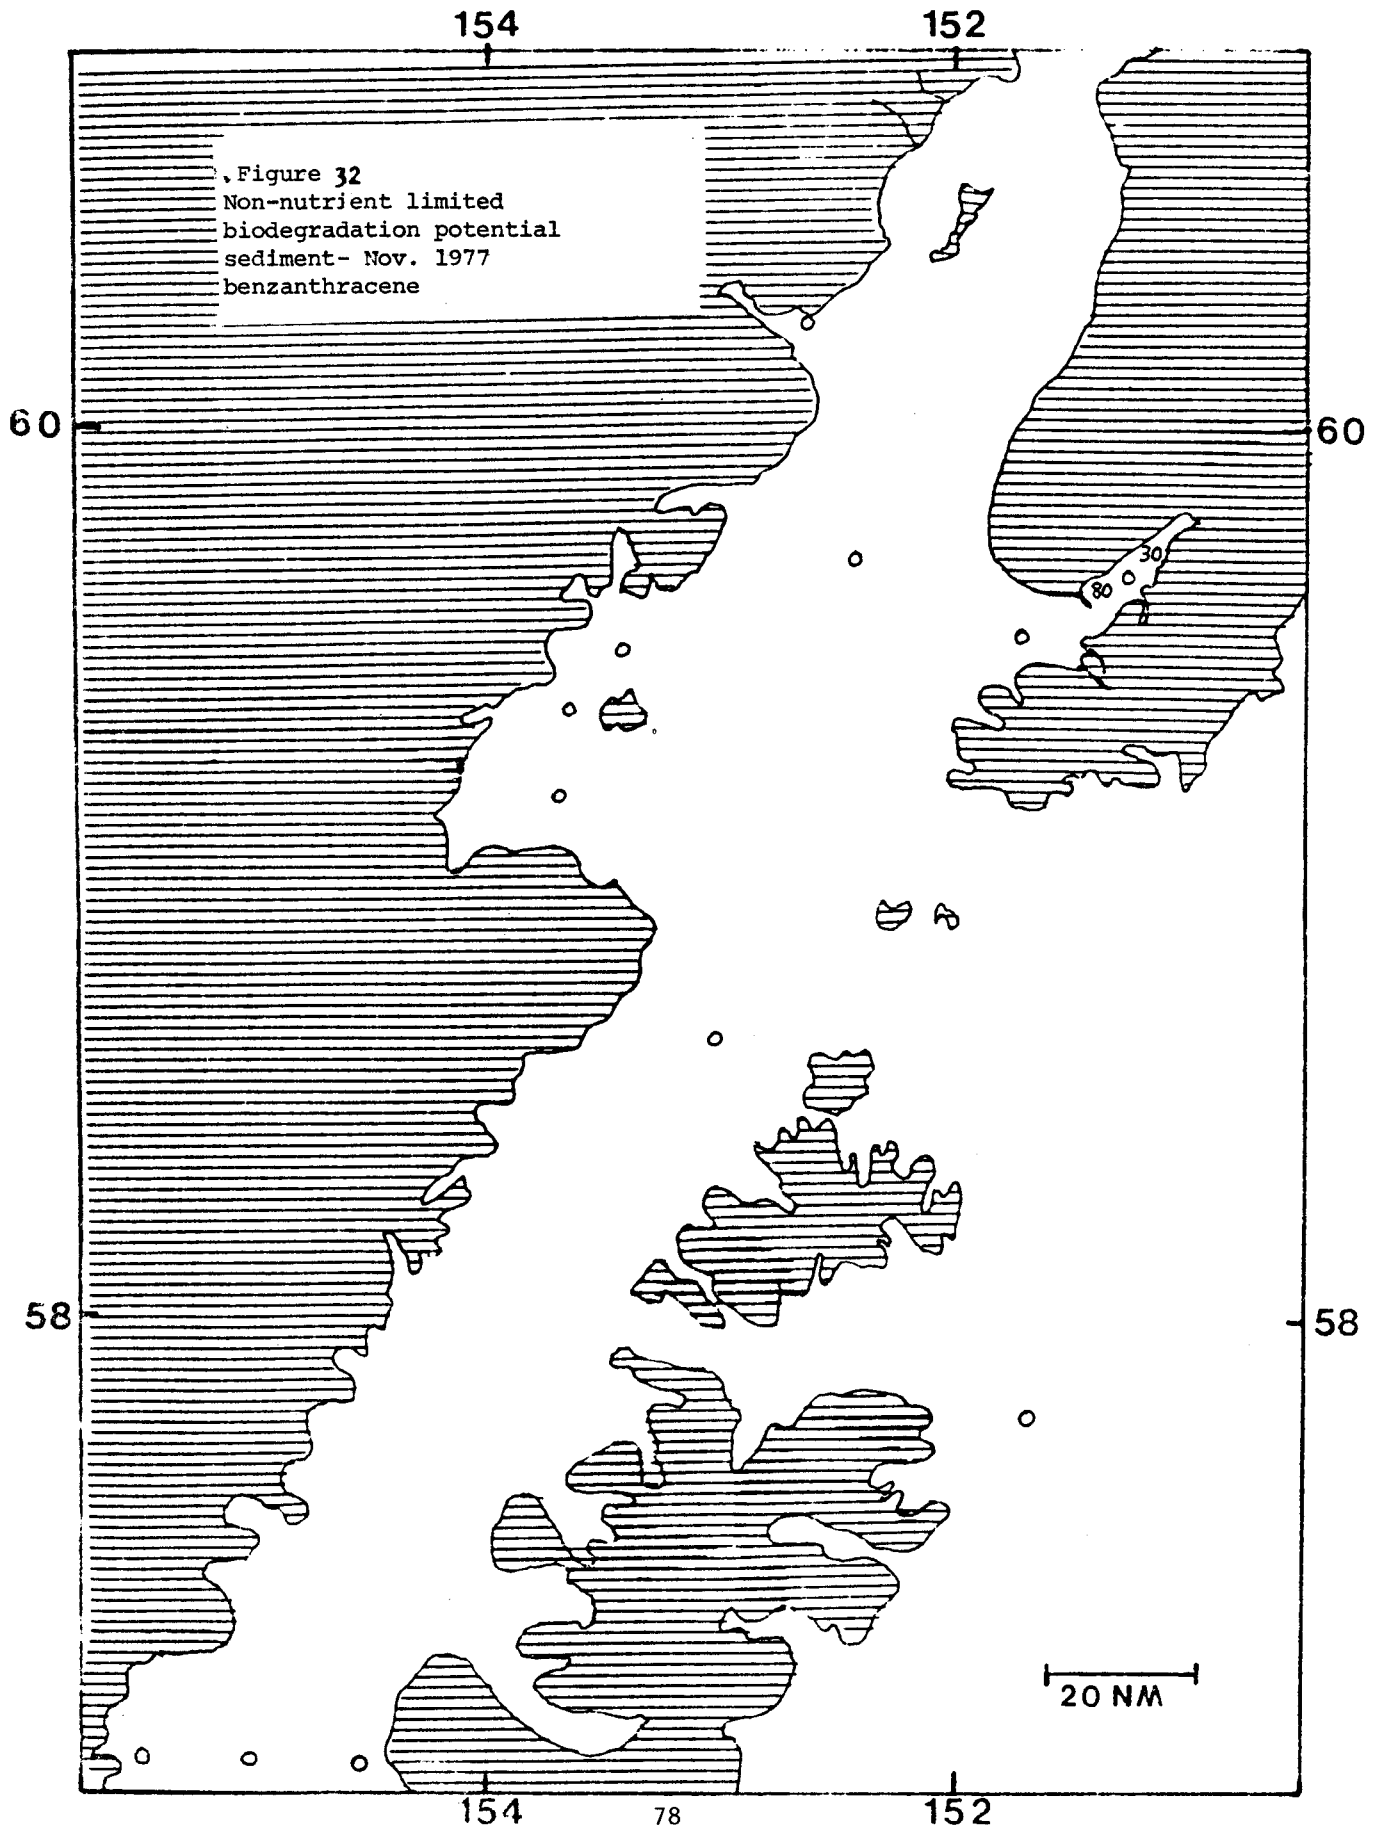 154 152
Figure 32
Non-nutrient limited
biodegradation potential
sediment- Nov. 1977
benzanthracene
60 60
30
80
58 58
20 NM
154 152
78